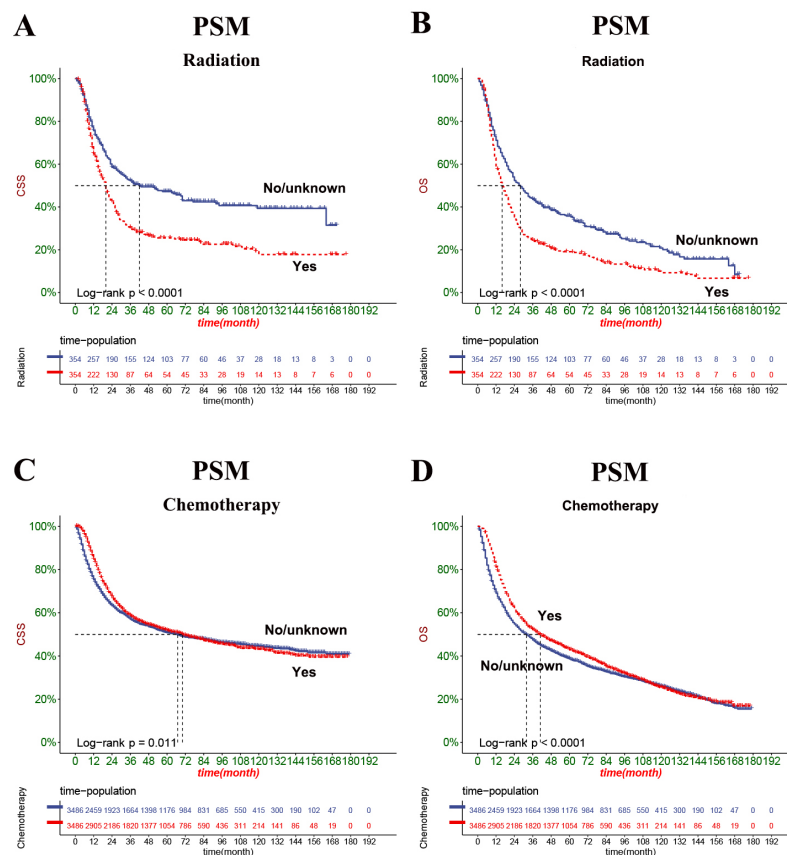 A PSM
Radiation
100%
80%
60%
40%
20%
0%
CSS
No/unknown
Yes
Log-rank p < 0.0001
0 12 24 36 48 60 72 84 96 108 120 132 144 156 168 180 192
time(month)
time-population
Radiation
354 257 190 155 124 103 77 60 46 37 28 18 13 8 3 0 0
354 222 130 87 64 54 45 33 28 19 14 13 8 7 6 0 0
0 12 24 36 48 60 72 84 96 108 120 132 144 156 168 180 192
time(month)
B PSM
Radiation
100%
80%
60%
40%
20%
0%
OS
No/unknown
Yes
Log-rank p < 0.0001
0 12 24 36 48 60 72 84 96 108 120 132 144 156 168 180 192
time(month)
time-population
Radiation
354 257 190 155 124 103 77 60 46 37 28 18 13 8 3 0 0
354 222 130 87 64 54 45 33 28 19 14 13 8 7 6 0 0
0 12 24 36 48 60 72 84 96 108 120 132 144 156 168 180 192
time(month)
C PSM
Chemotherapy
100%
80%
60%
40%
20%
0%
CSS
No/unknown
Yes
Log-rank p = 0.011
0 12 24 36 48 60 72 84 96 108 120 132 144 156 168 180 192
time(month)
time-population
Chemotherapy
3486 2459 1923 1664 1398 1176 984 831 685 550 415 300 190 102 47 0 0
3486 2905 2186 1820 1377 1054 786 590 436 311 214 141 86 48 19 0 0
0 12 24 36 48 60 72 84 96 108 120 132 144 156 168 180 192
time(month)
D PSM
Chemotherapy
100%
80%
60%
40%
20%
0%
OS
Yes
No/unknown
Log-rank p < 0.0001
0 12 24 36 48 60 72 84 96 108 120 132 144 156 168 180 192
time(month)
time-population
Chemotherapy
3486 2459 1923 1664 1398 1176 984 831 685 550 415 300 190 102 47 0 0
3486 2905 2186 1820 1377 1054 786 590 436 311 214 141 86 48 19 0 0
0 12 24 36 48 60 72 84 96 108 120 132 144 156 168 180 192
time(month)